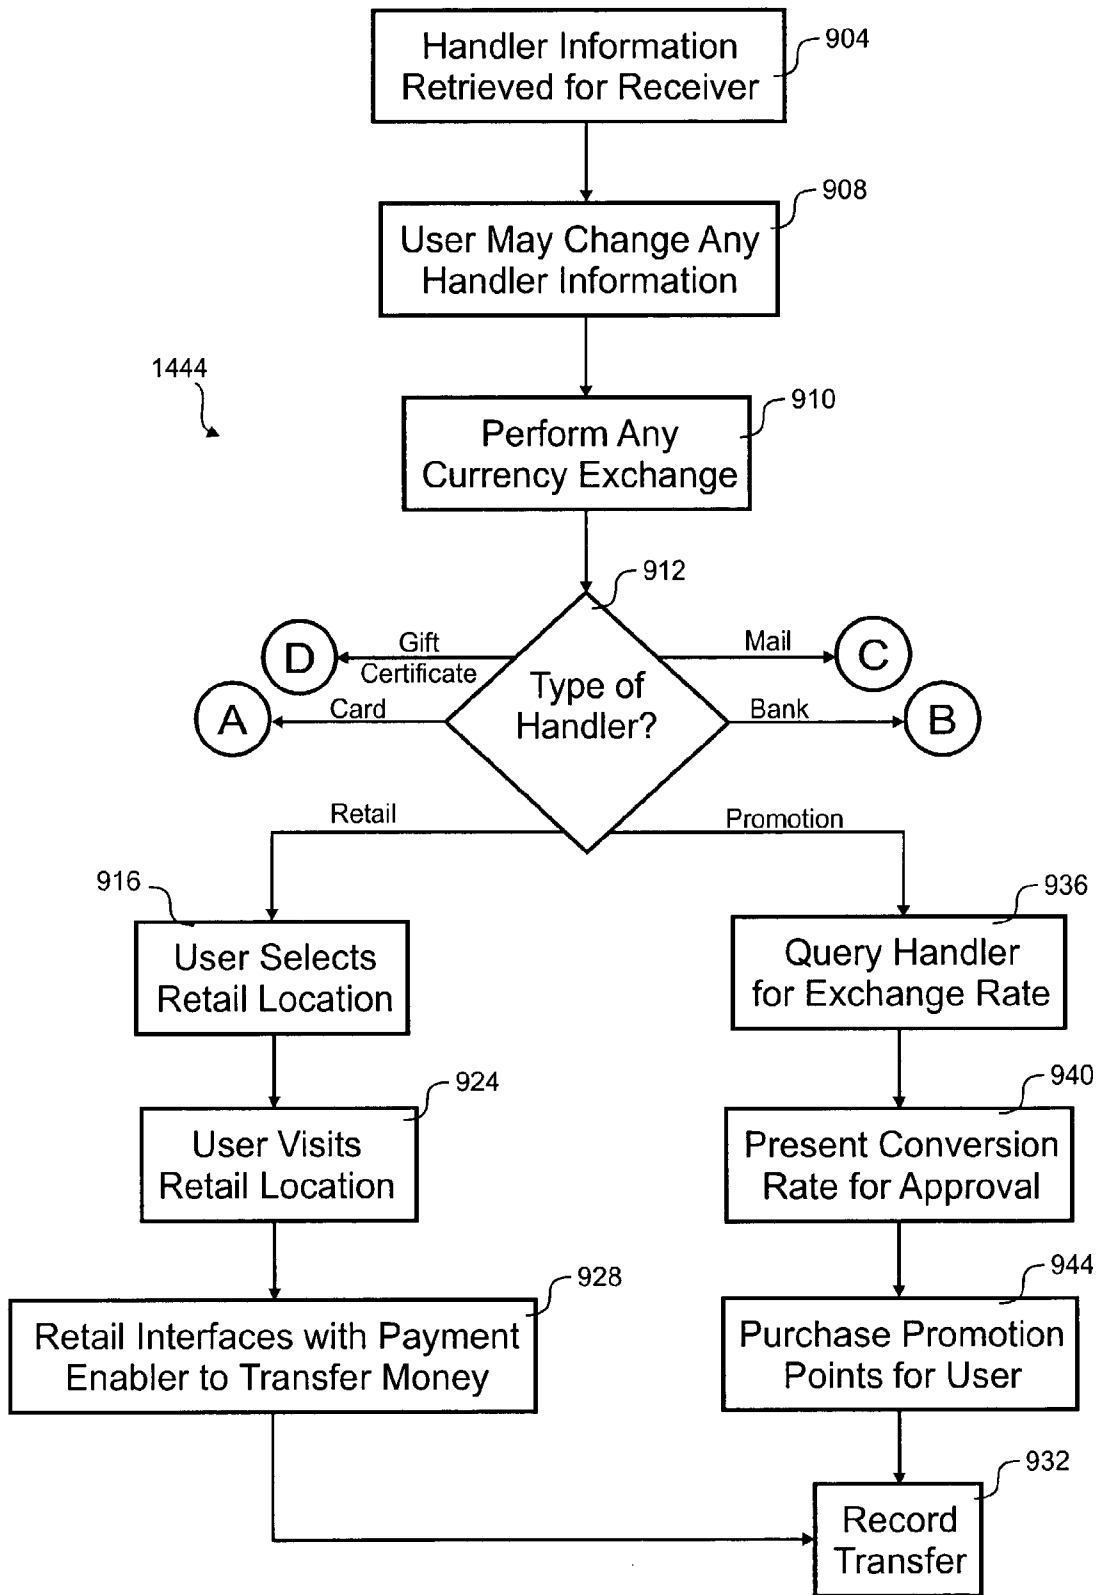 Handler Information
Retrieved for Receiver
904
908
User May Change Any
Handler Information
1444
910
Perform Any
Currency Exchange
912
D
Gift
Certificate
Mail
C
Type of
Handler?
A
Card
Bank
B
Retail
Promotion
916
User Selects
Retail Location
936
Query Handler
for Exchange Rate
924
User Visits
Retail Location
940
Present Conversion
Rate for Approval
928
Retail Interfaces with Payment
Enabler to Transfer Money
944
Purchase Promotion
Points for User
932
Record
Transfer